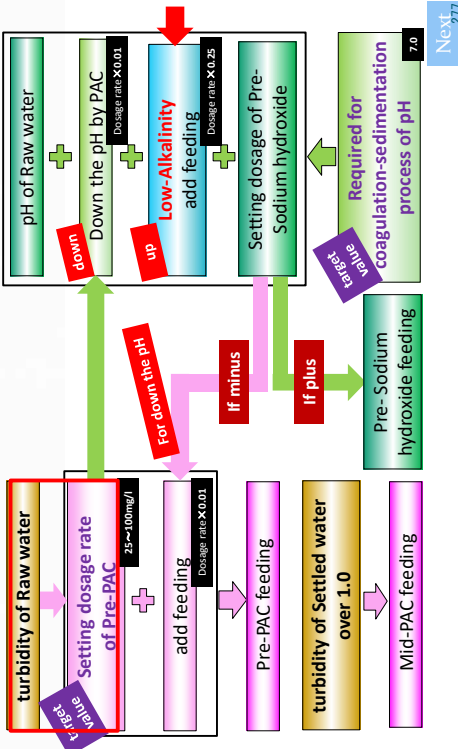 turbidity of Raw water
Setting dosage rate
of Pre-PAC
25～100mg/l
target
value
add feeding
Dosage rate✕0.01
Pre-PAC feeding
turbidity of Settled water
over 1.0
Mid-PAC feeding
For down the pH
If minus
If plus
Pre- Sodium
hydroxide feeding
pH of Raw water
Down the pH by PAC
Dosage rate✕0.01
down
Low-Alkalinity
add feeding
Dosage rate✕0.25
up
Setting dosage of Pre-
Sodium hydroxide
Required for
coagulation-sedimentation
process of pH
7.0
target
value
Next
277